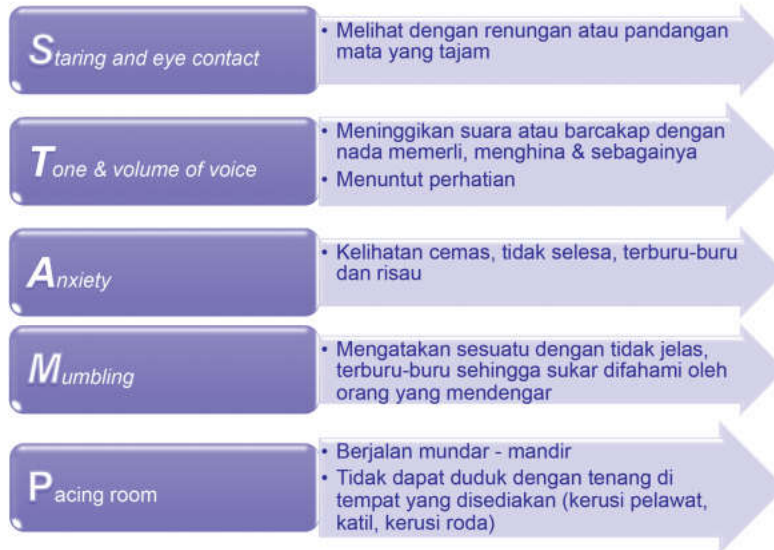 Staring and eye contact
• Melihat dengan renungan atau pandangan
mata yang tajam
Tone & volume of voice
• Meninggikan suara atau barcakap dengan
nada memerli, menghina & sebagainya
• Menuntut perhatian
Anxiety
• Kelihatan cemas, tidak selesa, terburu-buru
dan risau
Mumbling
• Mengatakan sesuatu dengan tidak jelas,
terburu-buru sehingga sukar difahami oleh
orang yang mendengar
Pacing room
• Berjalan mundar - mandir
• Tidak dapat duduk dengan tenang di
tempat yang disediakan (kerusi pelawat,
katil, kerusi roda)